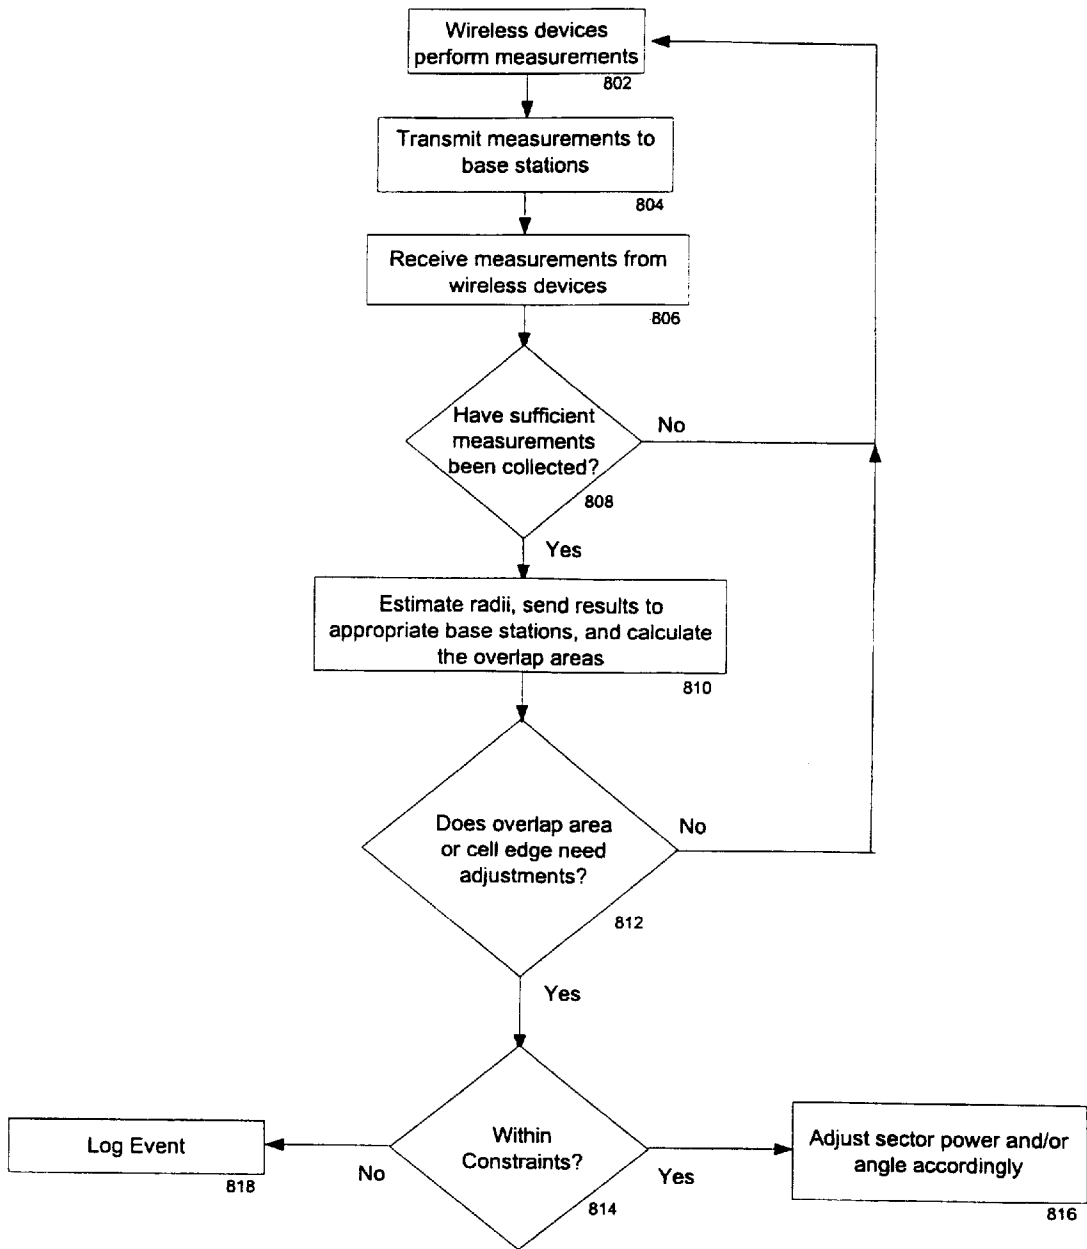 Wireless devices
perform measurements
802
Transmit measurements to
base stations
804
Receive measurements from
wireless devices
806
Have sufficient
measurements
been collected?
No
808
Yes
Estimate radii, send results to
appropriate base stations, and calculate
the overlap areas
810
Does overlap area
or cell edge need
adjustments?
No
812
Yes
Within
Constraints?
814
No
Log Event
818
Yes
Adjust sector power and/or
angle accordingly
816